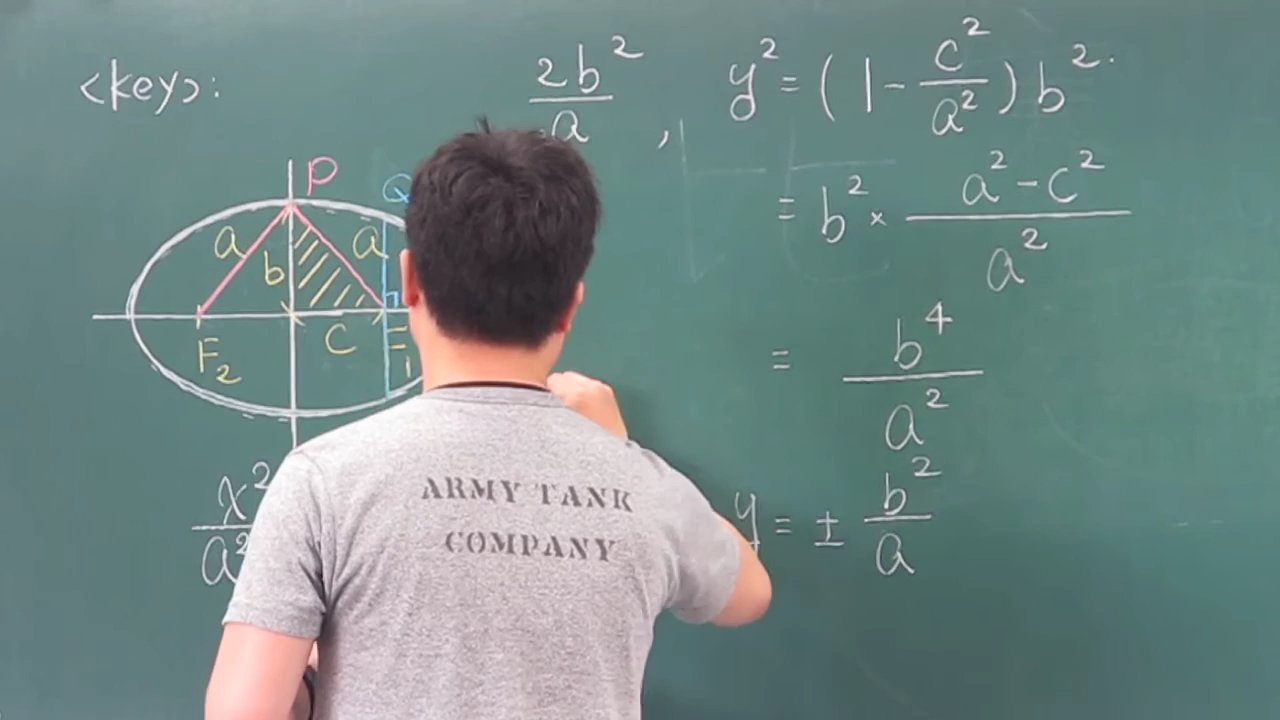 <key>:
2b²
a
, y² = (1 - c²/a²) b².
= b² × (a² - c²)/a²
= b⁴/a²
y = ± b²/a
P
Q
a
a
b
C
F₂
x²
a²
ARMY TANK
COMPANY